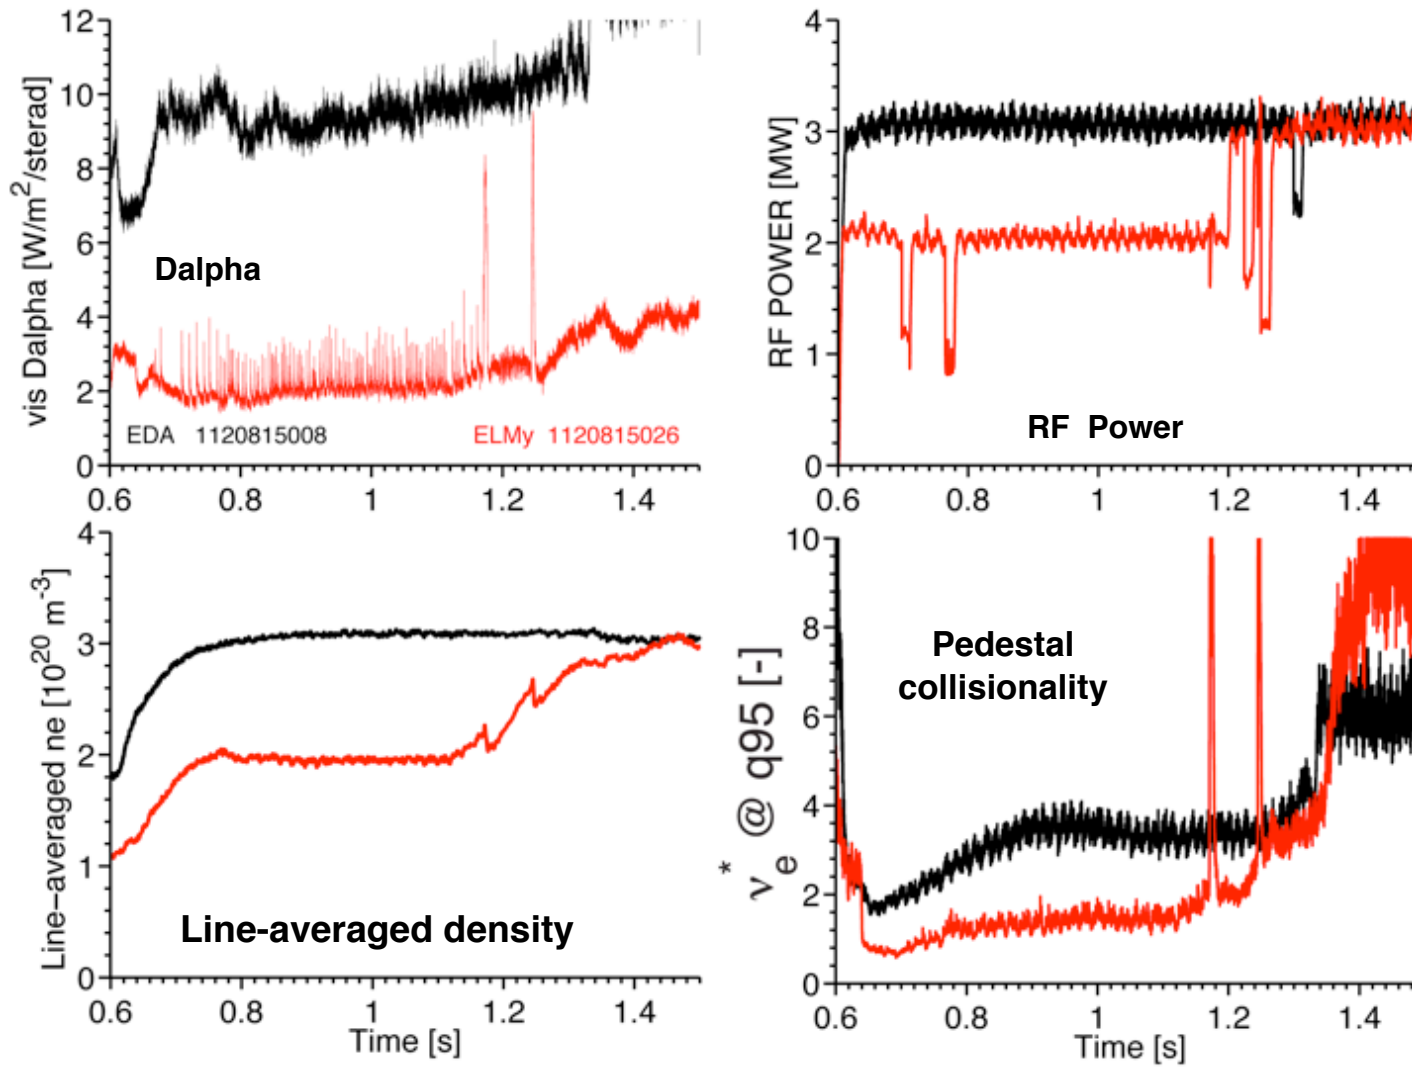 vis Dalpha [W/m2/sterad]
12
10
8
6
4
2
0
Dalpha
EDA 1120815008
ELMy 1120815026
0.6 0.8 1 1.2 1.4
RF POWER [MW]
4
3
2
1
0
RF Power
0.6 0.8 1 1.2 1.4
Line-averaged ne [10^20 m^-3]
4
3
2
1
0
Line-averaged density
0.6 0.8 1 1.2 1.4
Time [s]
ν*e @ q95 [-]
10
8
6
4
2
0
Pedestal
collisionality
0.6 0.8 1 1.2 1.4
Time [s]